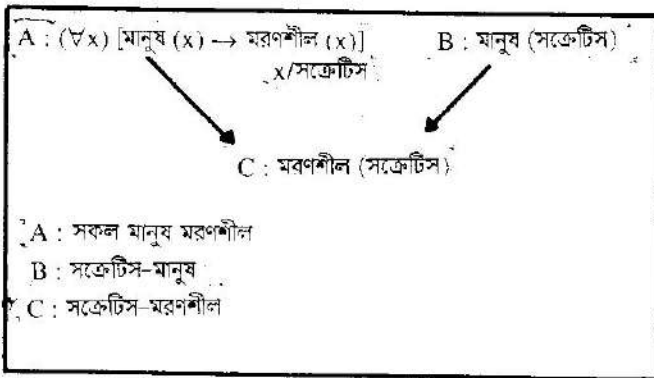 A : (∀x) [মানুষ (x) → মরণশীল (x)] B : মানুষ (সক্রেটিস)
x/সক্রেটিস
C : মরণশীল (সক্রেটিস)
A : সকল মানুষ মরণশীল
B : সক্রেটিস-মানুষ
C : সক্রেটিস-মরণশীল